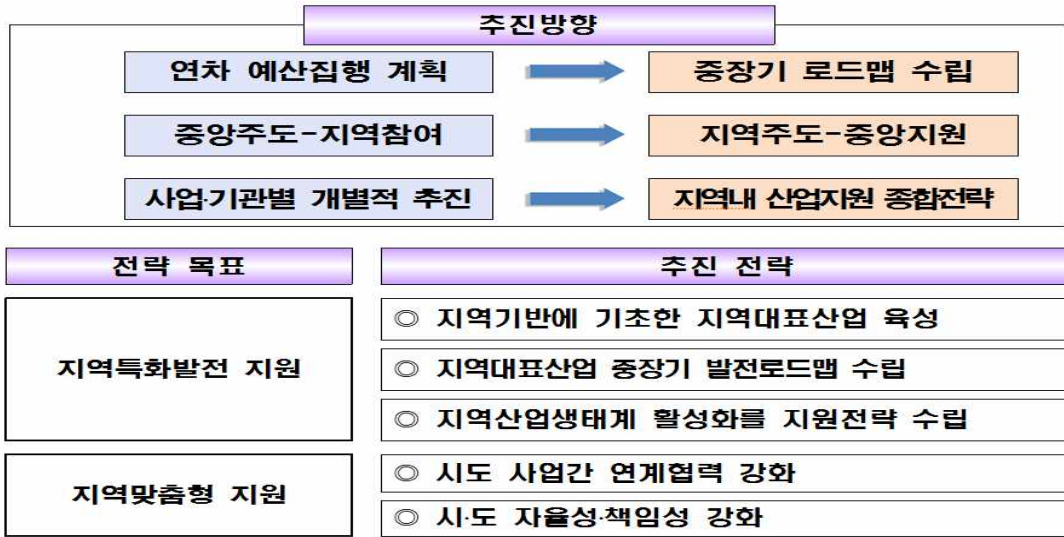 추진방향
연차 예산집행 계획
중장기 로드맵 수립
중앙주도-지역참여
지역주도-중앙지원
사업·기관별 개별적 추진
지역내 산업지원 종합전략
전략 목표
추진 전략
지역특화발전 지원
◎ 지역기반에 기초한 지역대표산업 육성
◎ 지역대표산업 중장기 발전로드맵 수립
◎ 지역산업생태계 활성화를 지원전략 수립
지역맞춤형 지원
◎ 시도 사업간 연계협력 강화
◎ 시·도 자율성·책임성 강화